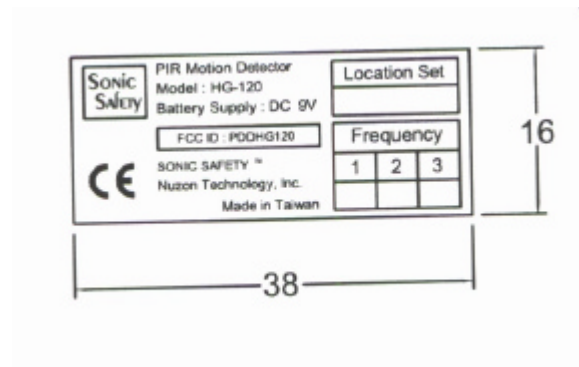 Sonic
Safety
PIR Motion Detector
Model : HG-120
Battery Supply : DC 9V
FCC ID : PDOHG120
CE
SONIC SAFETY ™
Nuzon Technology, Inc.
Made in Taiwan
Location Set
Frequency
1 2 3
16
38